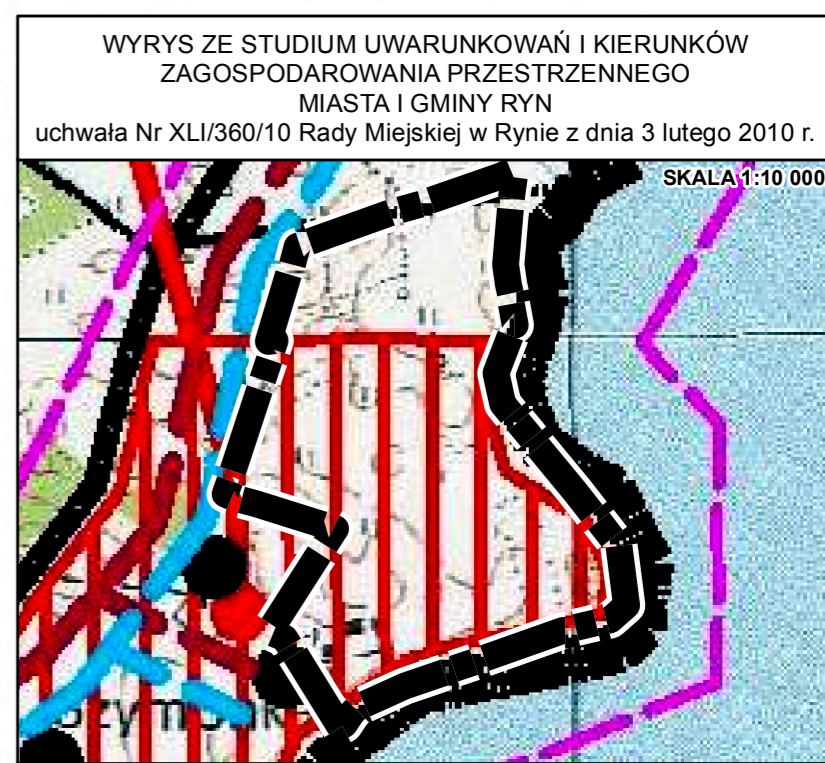 WYRYS ZE STUDIUM UWARUNKOWAŃ I KIERUNKÓW
ZAGOSPODAROWANIA PRZESTRZENNEGO
MIASTA I GMINY RYN
uchwała Nr XLI/360/10 Rady Miejskiej w Rynie z dnia 3 lutego 2010 r.
SKALA 1:10 000